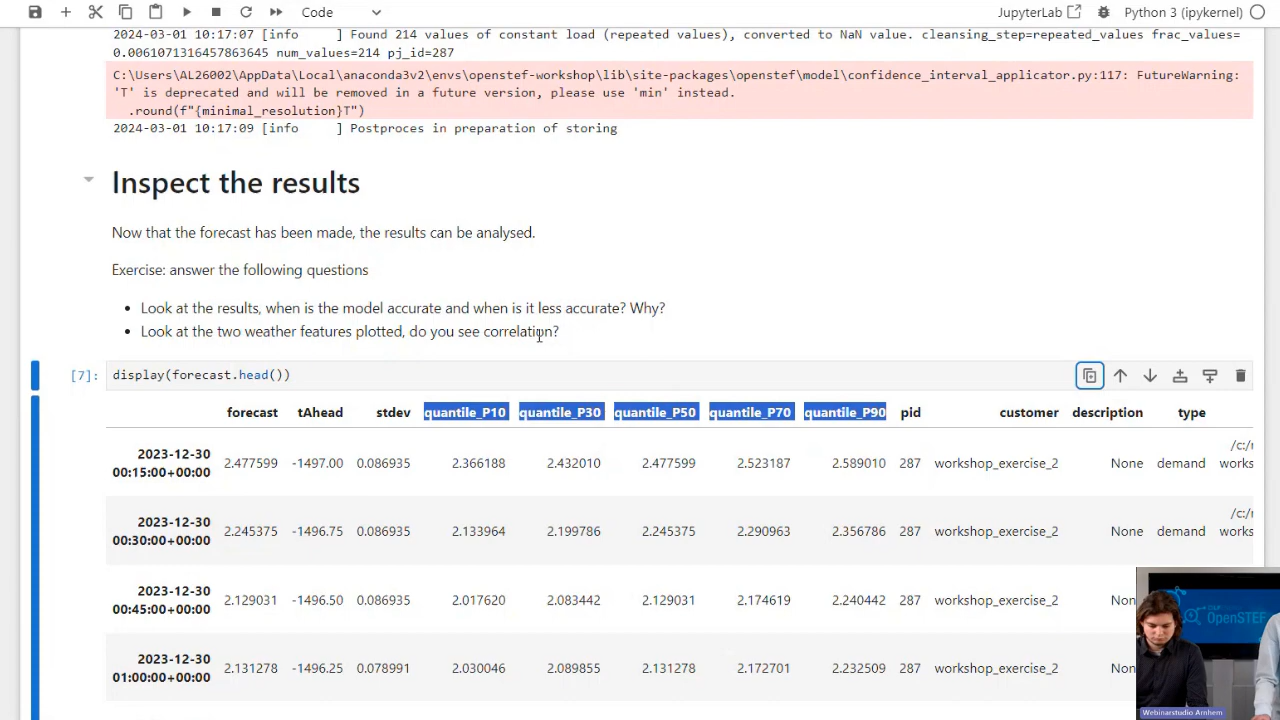 Code
JupyterLab
Python 3 (ipykernel)
2024-03-01 10:17:07 [info     ] Found 214 values of constant load (repeated values), converted to NaN value. cleansing_step=repeated_values frac_values=
0.0061071316457863645 num_values=214 pj_id=287
C:\Users\AL26002\AppData\Local\anaconda3v2\envs\openstef-workshop\lib\site-packages\openstef\model\confidence_interval_applicator.py:117: FutureWarning:
'T' is deprecated and will be removed in a future version, please use 'min' instead.
.round(f"{minimal_resolution}T")
2024-03-01 10:17:09 [info     ] Postproces in preparation of storing
Inspect the results
Now that the forecast has been made, the results can be analysed.
Exercise: answer the following questions
• Look at the results, when is the model accurate and when is it less accurate? Why?
• Look at the two weather features plotted, do you see correlation?
[7]: display(forecast.head())
forecast tAhead stdev quantile_P10 quantile_P30 quantile_P50 quantile_P70 quantile_P90 pid customer description type
2023-12-30 00:15:00+00:00 2.477599 -1497.00 0.086935 2.366188 2.432010 2.477599 2.523187 2.589010 287 workshop_exercise_2 None demand /c:/ works
2023-12-30 00:30:00+00:00 2.245375 -1496.75 0.086935 2.133964 2.199786 2.245375 2.290963 2.356786 287 workshop_exercise_2 None demand /c:/ works
2023-12-30 00:45:00+00:00 2.129031 -1496.50 0.086935 2.017620 2.083442 2.129031 2.174619 2.240442 287 workshop_exercise_2 Non
2023-12-30 01:00:00+00:00 2.131278 -1496.25 0.078991 2.030046 2.089855 2.131278 2.172701 2.232509 287 workshop_exercise_2 Non
OpenSTEF
Webinarstudio Arnhem